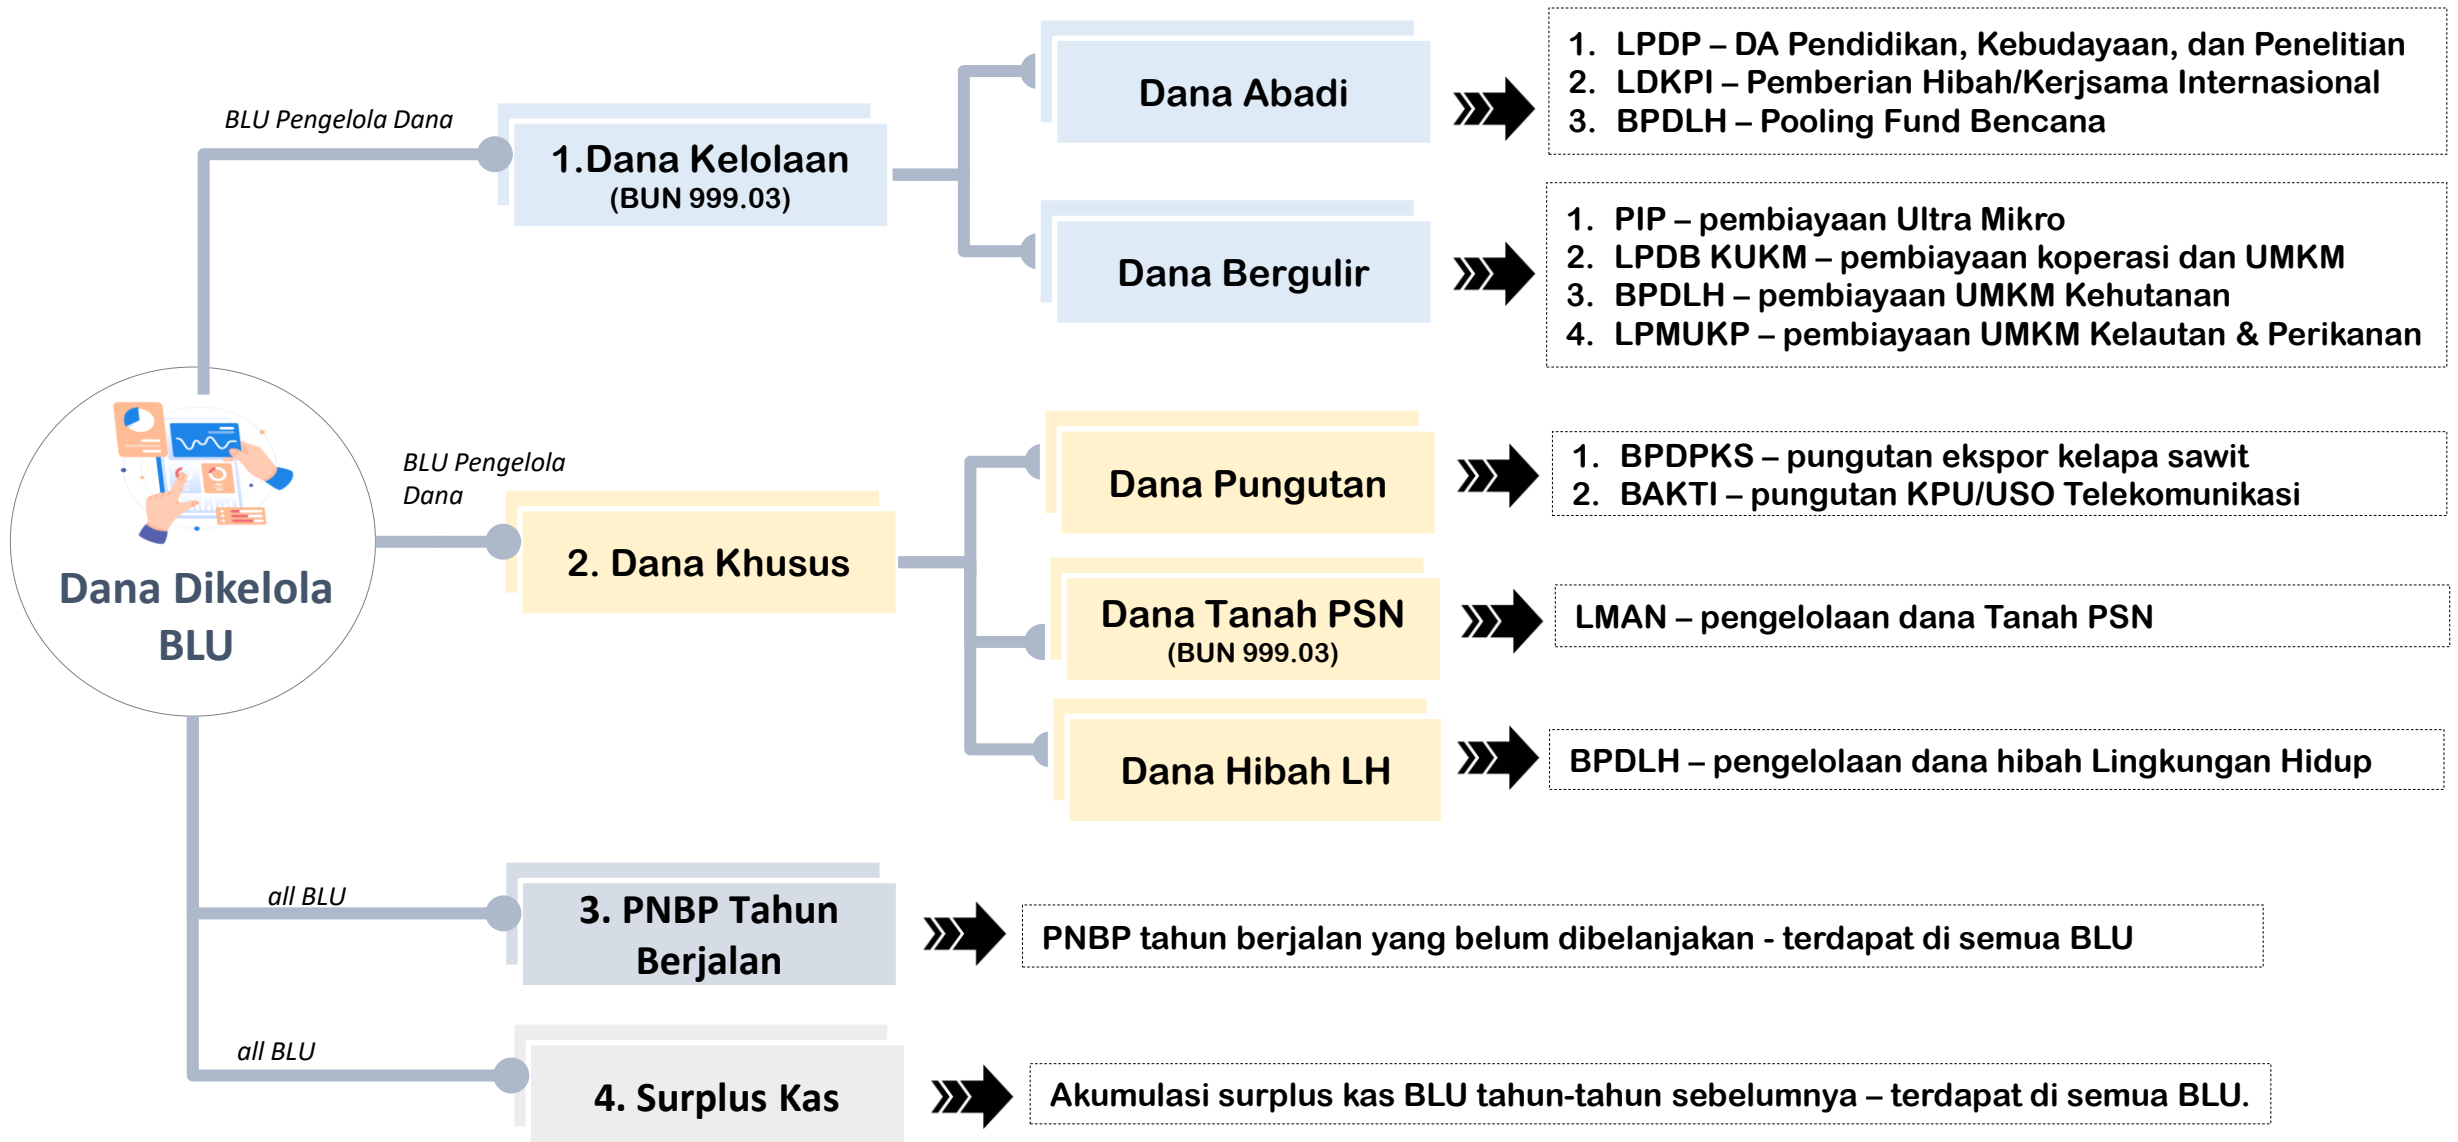 BLU Pengelola Dana
1.Dana Kelolaan
(BUN 999.03)
Dana Abadi
1. LPDP – DA Pendidikan, Kebudayaan, dan Penelitian
2. LDKPI – Pemberian Hibah/Kerjsama Internasional
3. BPDLH – Pooling Fund Bencana
Dana Bergulir
1. PIP – pembiayaan Ultra Mikro
2. LPDB KUKM – pembiayaan koperasi dan UMKM
3. BPDLH – pembiayaan UMKM Kehutanan
4. LPMUKP – pembiayaan UMKM Kelautan & Perikanan
Dana Dikelola
BLU
BLU Pengelola
Dana
2. Dana Khusus
Dana Pungutan
1. BPDPKS – pungutan ekspor kelapa sawit
2. BAKTI – pungutan KPU/USO Telekomunikasi
Dana Tanah PSN
(BUN 999.03)
LMAN – pengelolaan dana Tanah PSN
Dana Hibah LH
BPDLH – pengelolaan dana hibah Lingkungan Hidup
all BLU
3. PNBP Tahun
Berjalan
PNBP tahun berjalan yang belum dibelanjakan - terdapat di semua BLU
all BLU
4. Surplus Kas
Akumulasi surplus kas BLU tahun-tahun sebelumnya – terdapat di semua BLU.